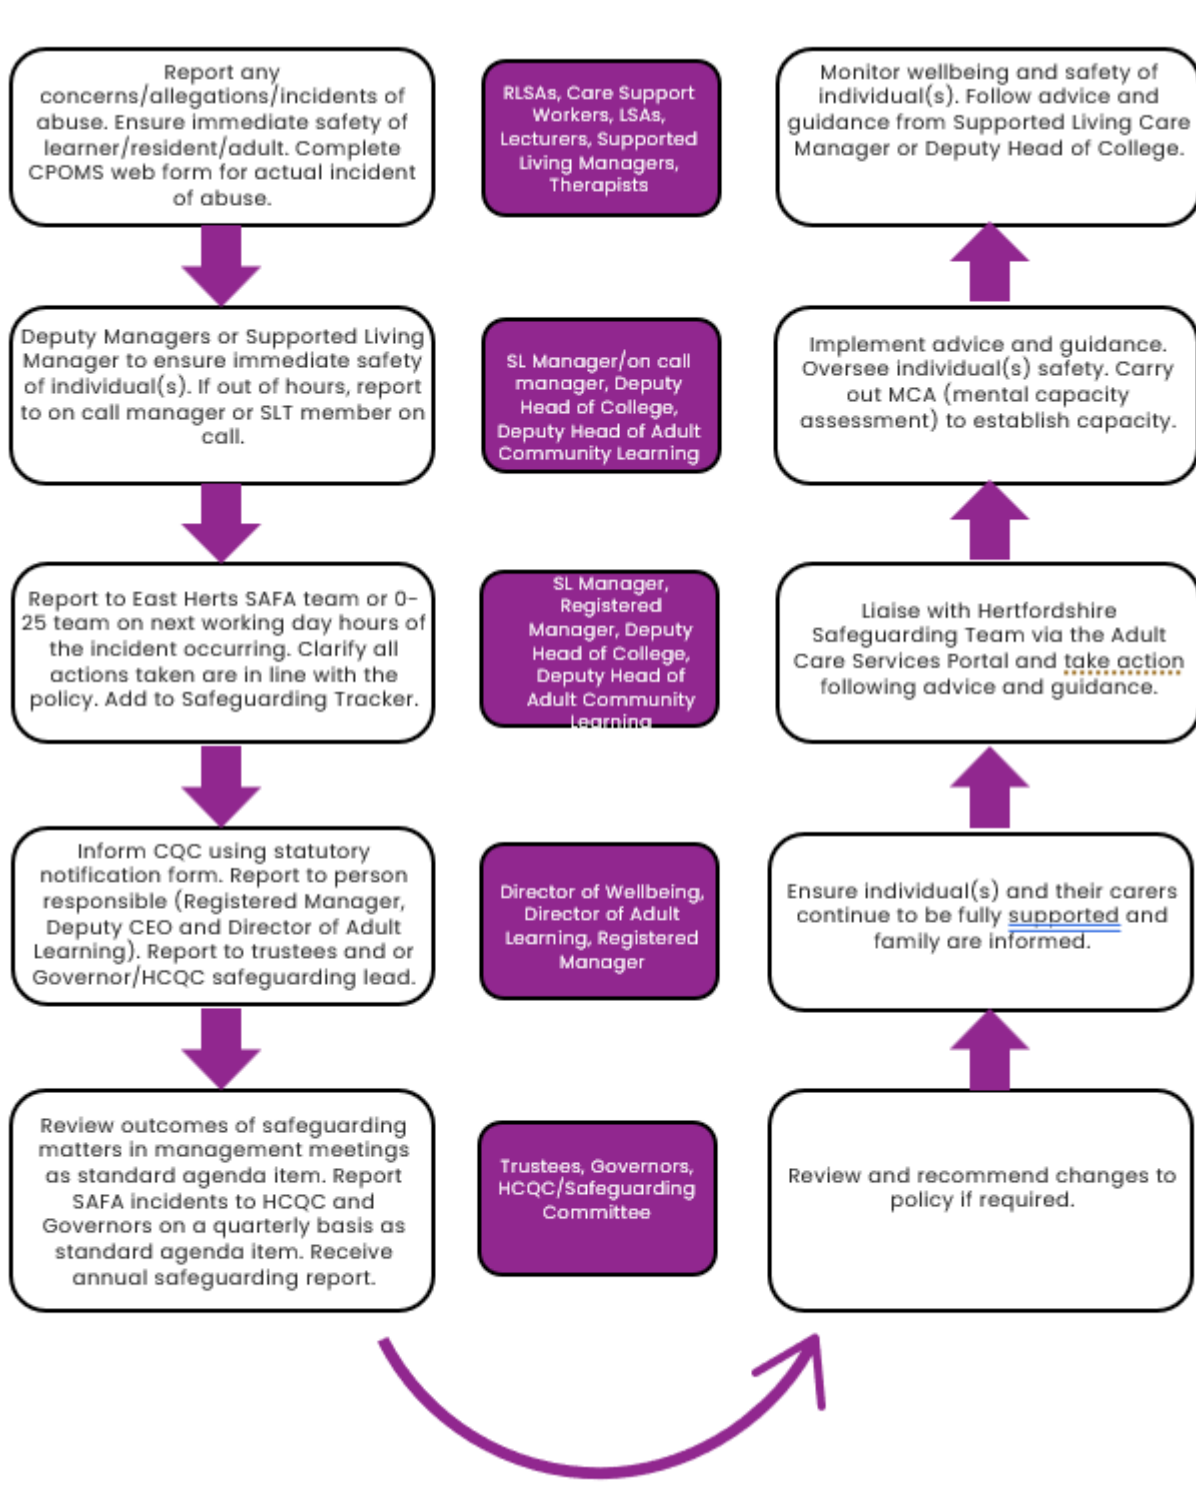 Report any
concerns/allegations/incidents of
abuse. Ensure immediate safety of
learner/resident/adult. Complete
CPOMS web form for actual incident
of abuse.
RLSAs, Care Support
Workers, LSAs,
Lecturers, Supported
Living Managers,
Therapists
Monitor wellbeing and safety of
individual(s). Follow advice and
guidance from Supported Living Care
Manager or Deputy Head of College.
Deputy Managers or Supported Living
Manager to ensure immediate safety
of individual(s). If out of hours, report
to on call manager or SLT member on
call.
SL Manager/on call
manager, Deputy
Head of College,
Deputy Head of Adult
Community Learning
Implement advice and guidance.
Oversee individual(s) safety. Carry
out MCA (mental capacity
assessment) to establish capacity.
Report to East Herts SAFA team or 0-
25 team on next working day hours of
the incident occurring. Clarify all
actions taken are in line with the
policy. Add to Safeguarding Tracker.
SL Manager,
Registered
Manager, Deputy
Head of College,
Deputy Head of
Adult Community
Learning
Liaise with Hertfordshire
Safeguarding Team via the Adult
Care Services Portal and take action
following advice and guidance.
Inform CQC using statutory
notification form. Report to person
responsible (Registered Manager,
Deputy CEO and Director of Adult
Learning). Report to trustees and or
Governor/HCQC safeguarding lead.
Director of Wellbeing,
Director of Adult
Learning, Registered
Manager
Ensure individual(s) and their carers
continue to be fully supported and
family are informed.
Review outcomes of safeguarding
matters in management meetings
as standard agenda item. Report
SAFA incidents to HCQC and
Governors on a quarterly basis as
standard agenda item. Receive
annual safeguarding report.
Trustees, Governors,
HCQC/Safeguarding
Committee
Review and recommend changes to
policy if required.